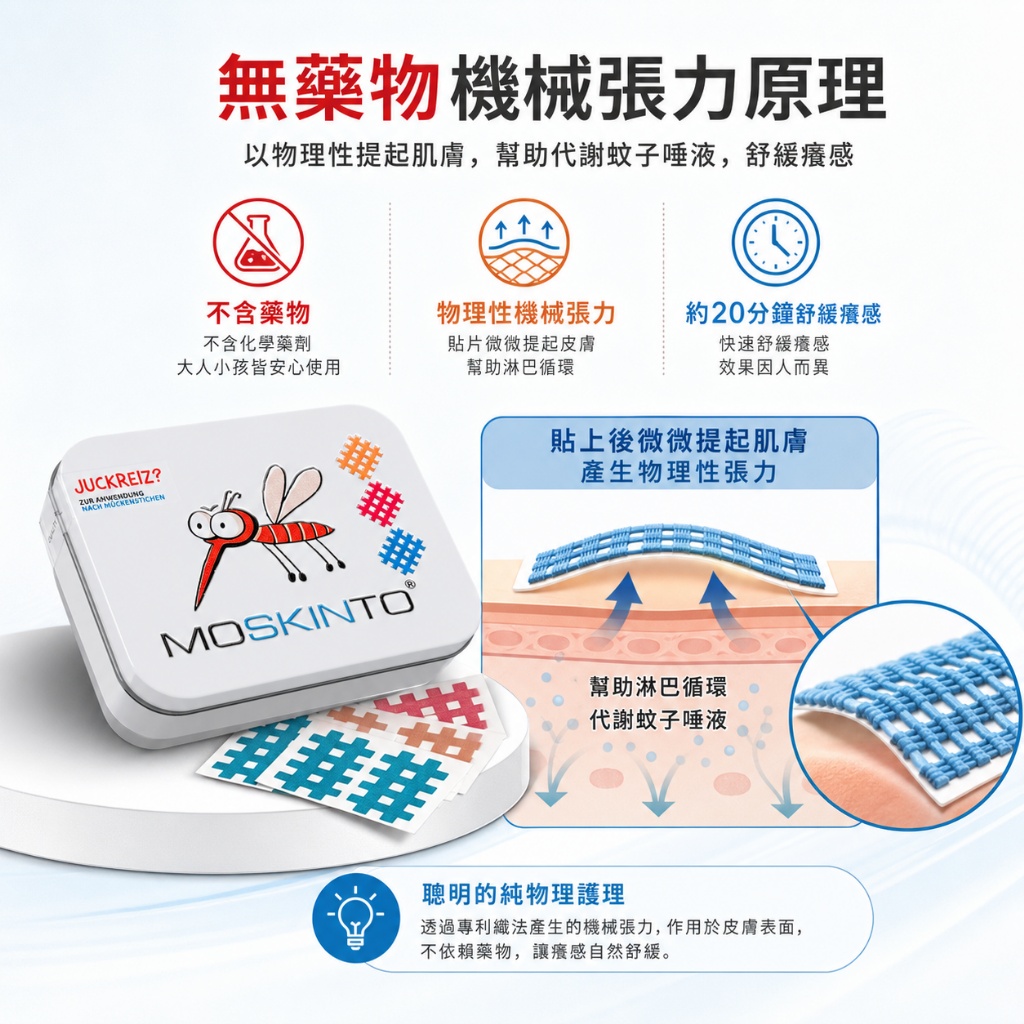 無藥物機械張力原理
以物理性提起肌膚，幫助代謝蚊子唾液，舒緩癢感
不含藥物
不含化學藥劑
大人小孩皆安心使用
物理性機械張力
貼片微微提起皮膚
幫助淋巴循環
約20分鐘舒緩癢感
快速舒緩癢感
效果因人而異
JUCKREIZ?
ZUR ANWENDUNG
NACH MÜCKENSTICHEN
MOSKINTO®
貼上後微微提起肌膚
產生物理性張力
幫助淋巴循環
代謝蚊子唾液
聰明的純物理護理
透過專利織法產生的機械張力，作用於皮膚表面，
不依賴藥物，讓癢感自然舒緩。